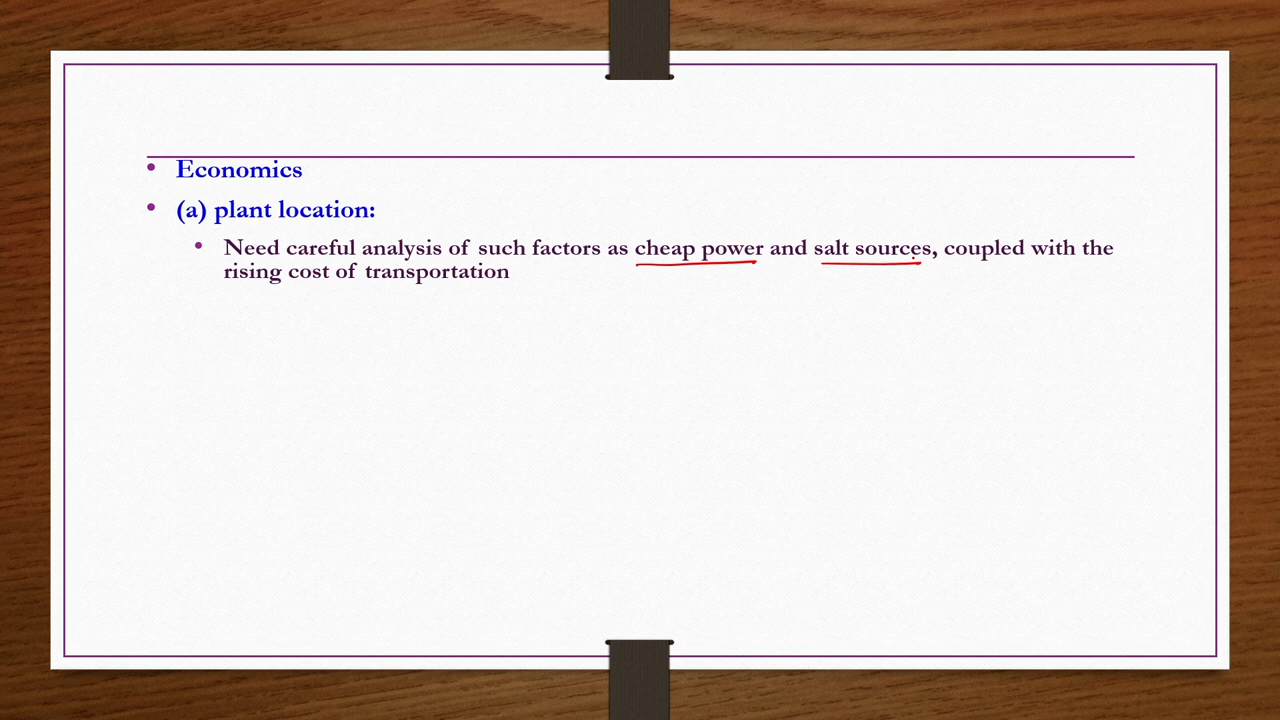 • Economics
• (a) plant location:
• Need careful analysis of such factors as cheap power and salt sources, coupled with the
rising cost of transportation